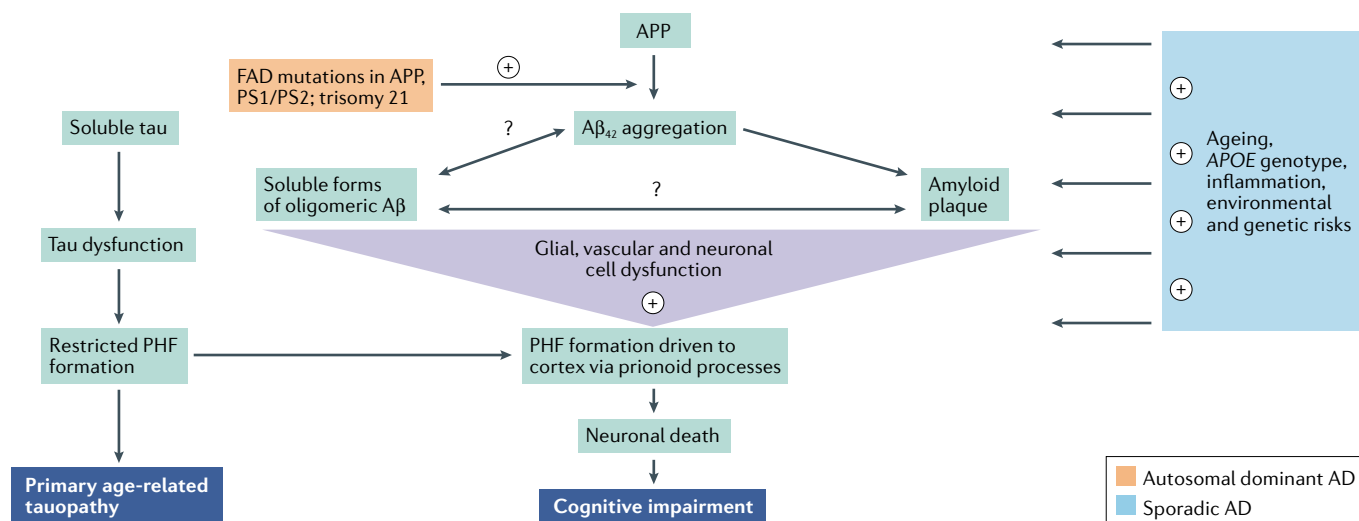 APP
FAD mutations in APP,
PS1/PS2; trisomy 21
+
Soluble tau
?
Aβ₄₂ aggregation
Soluble forms
of oligomeric Aβ
?
Amyloid
plaque
Tau dysfunction
Glial, vascular and neuronal
cell dysfunction
+
Restricted PHF
formation
PHF formation driven to
cortex via prionoid processes
Neuronal death
Primary age-related
tauopathy
Cognitive impairment
+
+
+
+
Ageing,
APOE genotype,
inflammation,
environmental
and genetic risks
Autosomal dominant AD
Sporadic AD